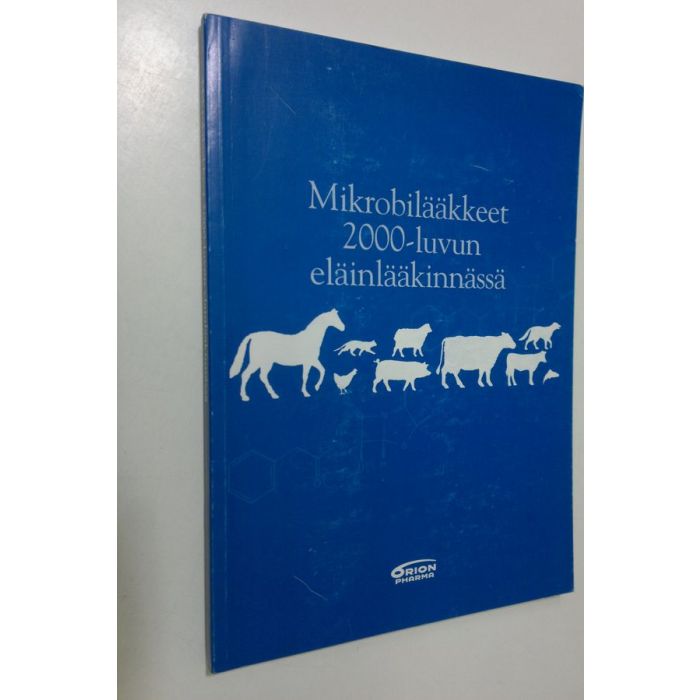 Mikrobilääkkeet
2000-luvun
eläinlääkinnässä
ORION
PHARMA